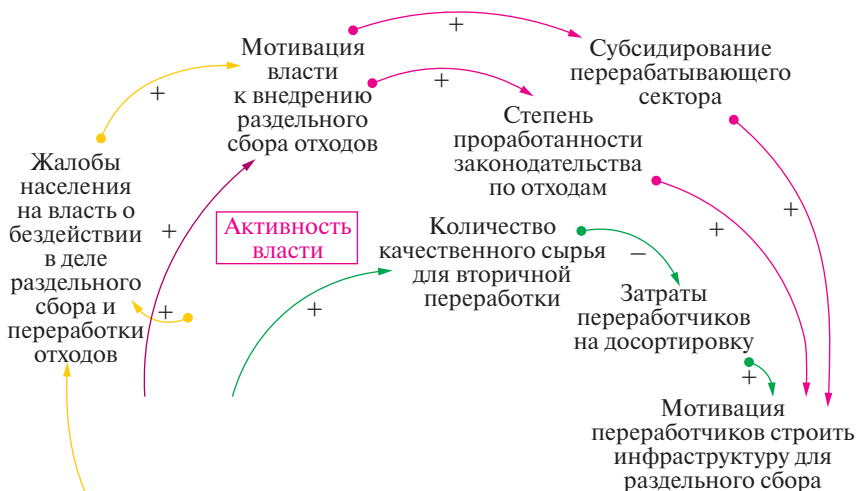 +
Мотивация
власти
к внедрению
раздельного
сбора отходов
+
Субсидирование
перерабатывающего
сектора
+
Степень
проработанности
законодательства
по отходам
+
Жалобы
населения
на власть о
бездействии
в деле
раздельного
сбора и
переработки
отходов
+
+
Активность
власти
Количество
качественного сырья
для вторичной
переработки
+
+
+
–
Затраты
переработчиков
на досортировку
+
Мотивация
переработчиков строить
инфраструктуру для
раздельного сбора